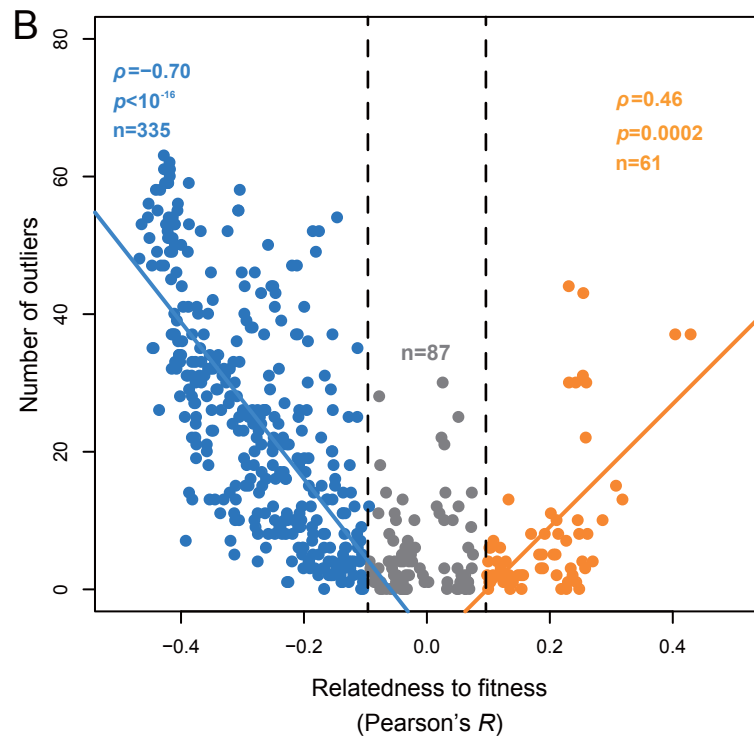 B
80
60
40
20
0
Number of outliers
ρ=−0.70
p<10⁻¹⁶
n=335
n=87
ρ=0.46
p=0.0002
n=61
−0.4 −0.2 0.0 0.2 0.4
Relatedness to fitness
(Pearson's R)